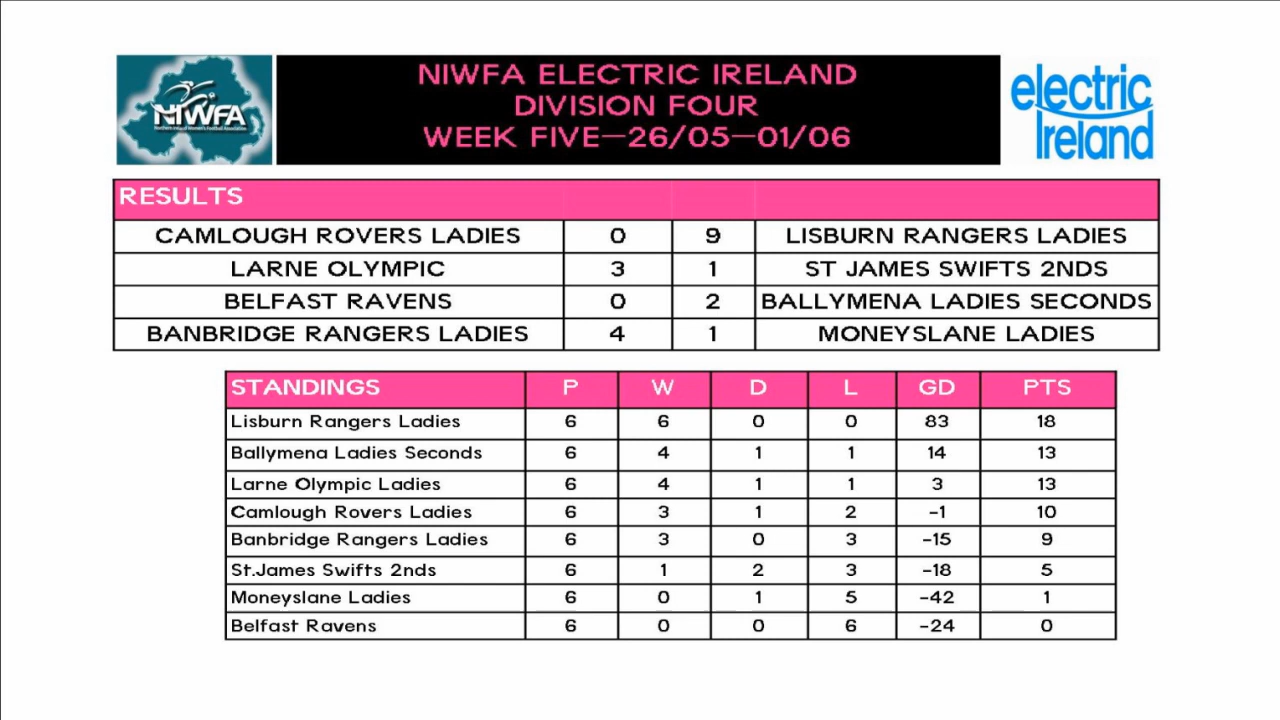 NIWFA
Northern Ireland Women's Football Association
NIWFA ELECTRIC IRELAND
DIVISION FOUR
WEEK FIVE—26/05—01/06
electric
Ireland
RESULTS
CAMLOUGH ROVERS LADIES 0 9 LISBURN RANGERS LADIES
LARNE OLYMPIC 3 1 ST JAMES SWIFTS 2NDS
BELFAST RAVENS 0 2 BALLYMENA LADIES SECONDS
BANBRIDGE RANGERS LADIES 4 1 MONEYSLANE LADIES
STANDINGS P W D L GD PTS
Lisburn Rangers Ladies 6 6 0 0 83 18
Ballymena Ladies Seconds 6 4 1 1 14 13
Larne Olympic Ladies 6 4 1 1 3 13
Camlough Rovers Ladies 6 3 1 2 -1 10
Banbridge Rangers Ladies 6 3 0 3 -15 9
St.James Swifts 2nds 6 1 2 3 -18 5
Moneyslane Ladies 6 0 1 5 -42 1
Belfast Ravens 6 0 0 6 -24 0